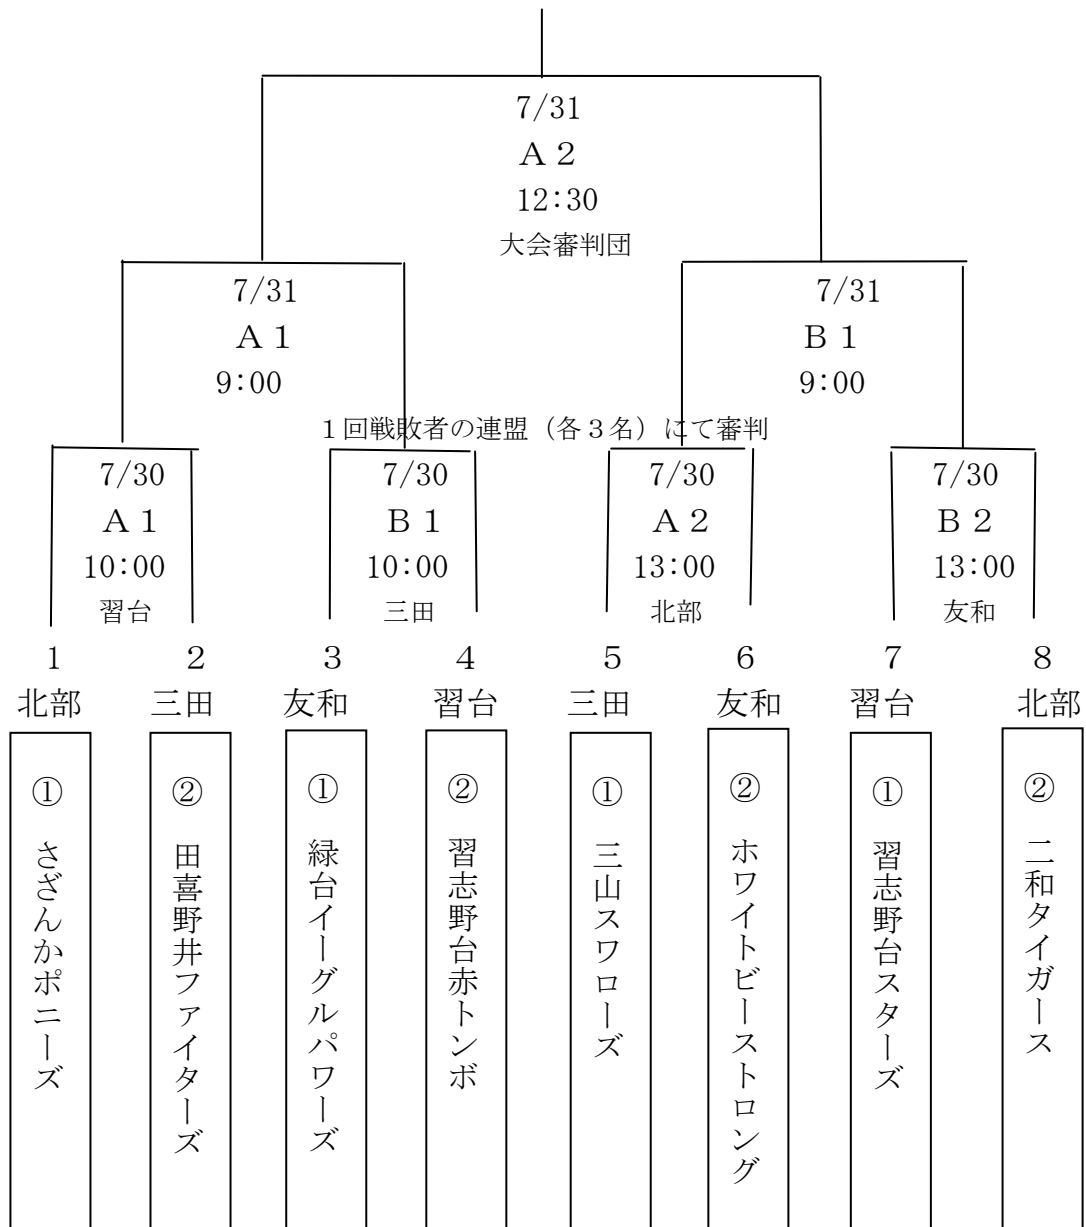 7/31
Ａ２
12:30
大会審判団
7/31
Ａ１
9:00
7/31
Ｂ１
9:00
１回戦敗者の連盟（各３名）にて審判
7/30
Ａ１
10:00
習台
7/30
Ｂ１
10:00
三田
7/30
Ａ２
13:00
北部
7/30
Ｂ２
13:00
友和
1
北部
2
三田
3
友和
4
習台
5
三田
6
友和
7
習台
8
北部
① さざんかポニーズ
② 田喜野井ファイターズ
① 緑台イーグルパワーズ
② 習志野台赤トンボ
① 三山スワローズ
② ホワイトビーストロング
① 習志野台スターズ
② 二和タイガース